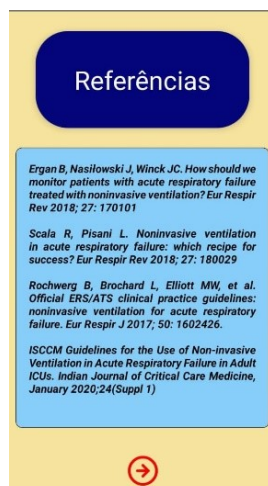 Referências
Ergan B, Nasiłowski J, Winck JC. How should we
monitor patients with acute respiratory failure
treated with noninvasive ventilation? Eur Respir
Rev 2018; 27: 170101
Scala R, Pisani L. Noninvasive ventilation
in acute respiratory failure: which recipe for
success? Eur Respir Rev 2018; 27: 180029
Rochwerg B, Brochard L, Elliott MW, et al.
Official ERS/ATS clinical practice guidelines:
noninvasive ventilation for acute respiratory
failure. Eur Respir J 2017; 50: 1602426.
ISCCM Guidelines for the Use of Non-invasive
Ventilation in Acute Respiratory Failure in Adult
ICUs. Indian Journal of Critical Care Medicine,
January 2020;24(Suppl 1)